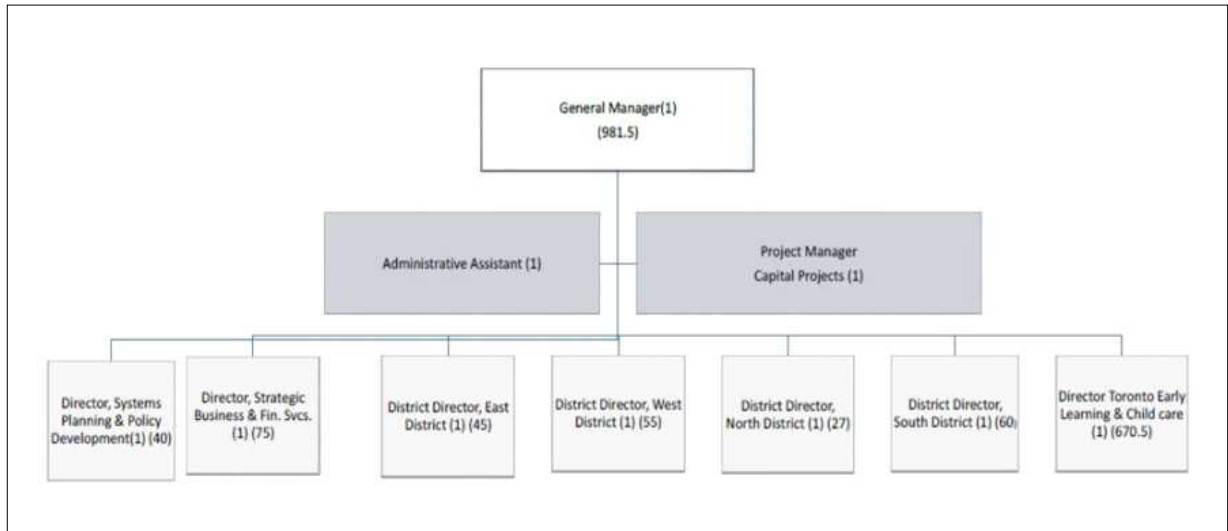 General Manager(1)
(981.5)
Administrative Assistant (1)
Project Manager
Capital Projects (1)
Director, Systems
Planning & Policy
Development(1) (40)
Director, Strategic
Business & Fin. Svcs.
(1) (75)
District Director, East
District (1) (45)
District Director, West
District (1) (55)
District Director,
North District (1) (27)
District Director,
South District (1) (60)
Director Toronto Early
Learning & Child care
(1) (670.5)